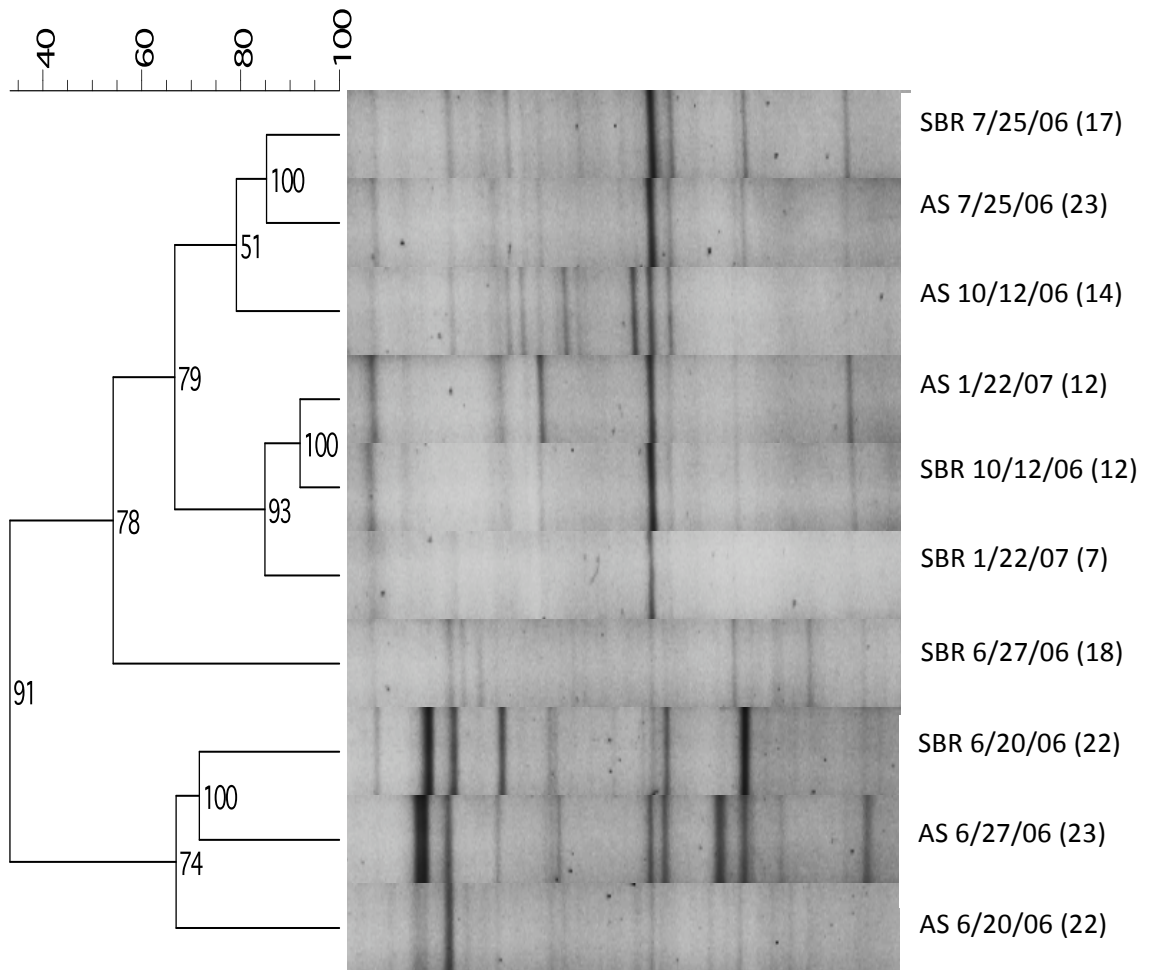 40 60 80 100
SBR 7/25/06 (17)
100
AS 7/25/06 (23)
51
AS 10/12/06 (14)
79
AS 1/22/07 (12)
100
SBR 10/12/06 (12)
93
78
SBR 1/22/07 (7)
SBR 6/27/06 (18)
91
SBR 6/20/06 (22)
100
AS 6/27/06 (23)
74
AS 6/20/06 (22)